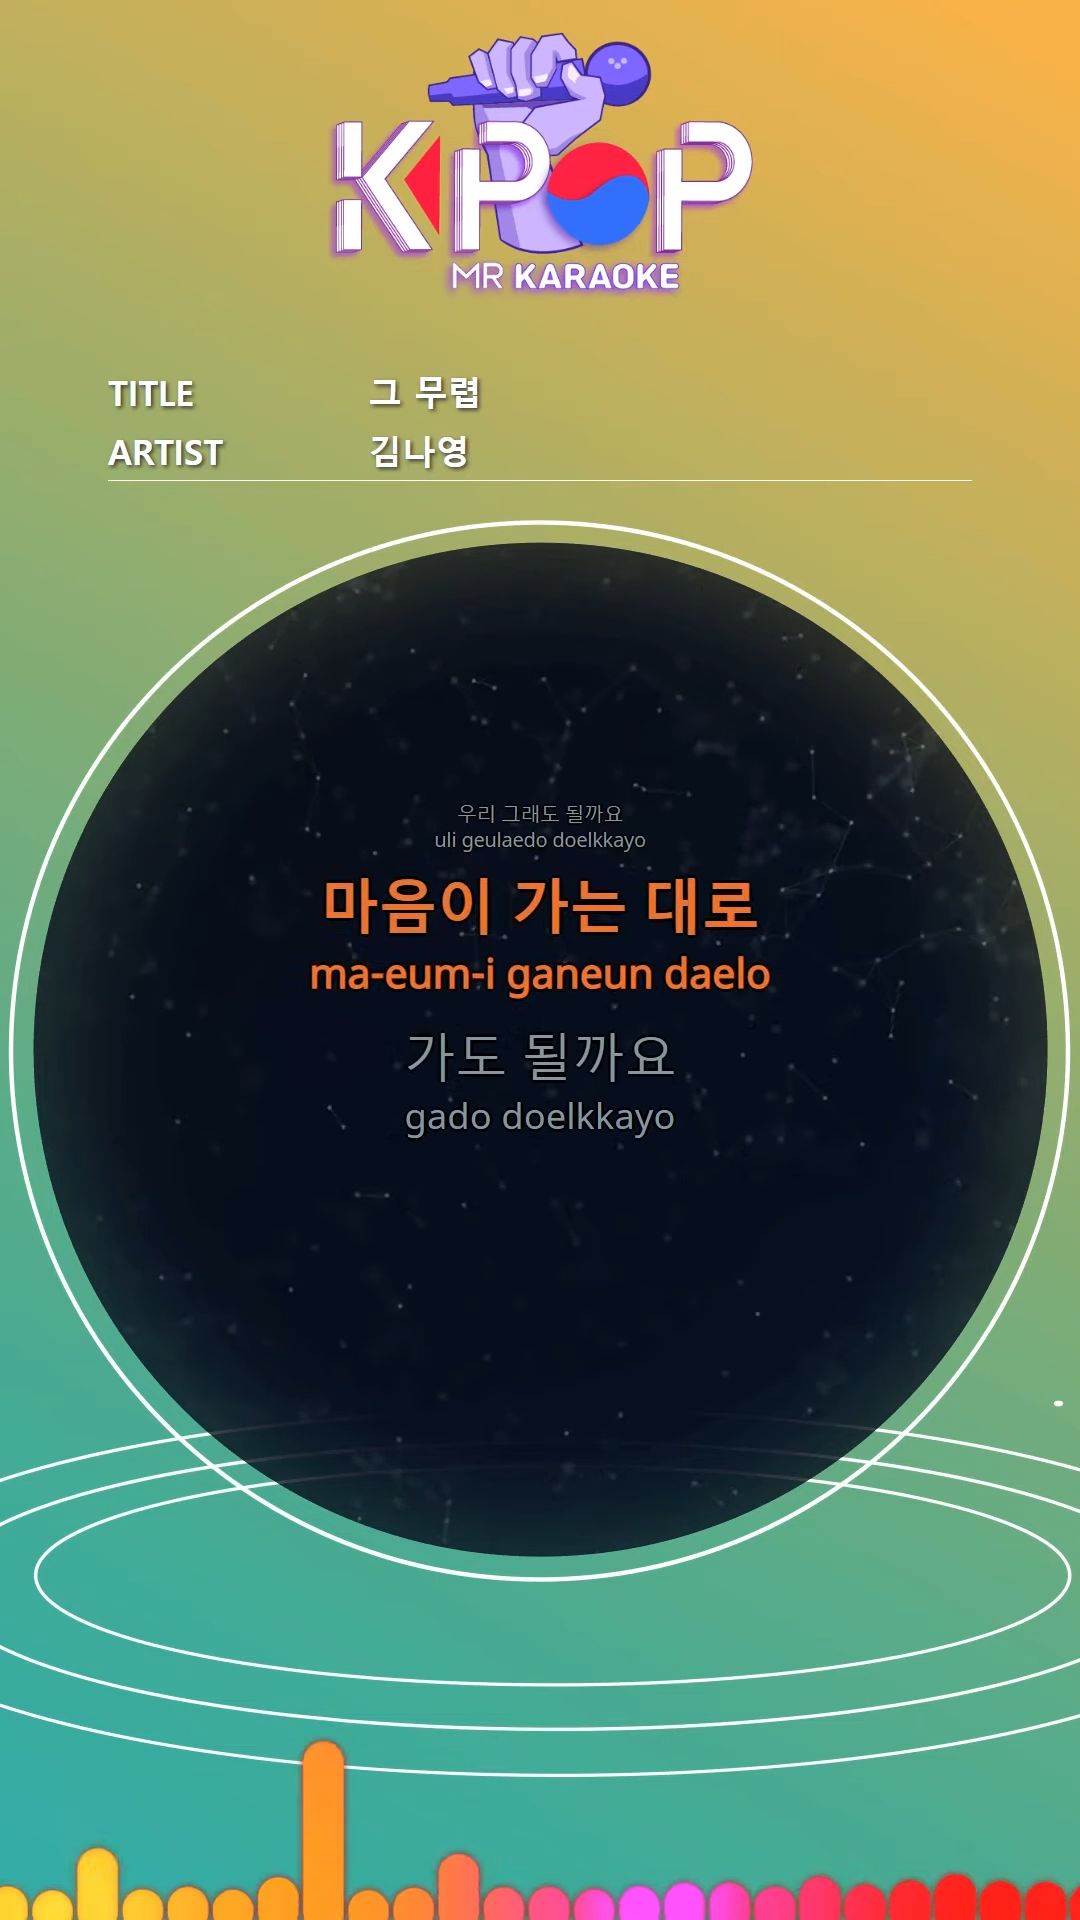 KPOP
MR KARAOKE
TITLE 그 무렵
ARTIST 김나영
우리 그래도 될까요
uli geulaedo doelkkayo
마음이 가는 대로
ma-eum-i ganeun daelo
가도 될까요
gado doelkkayo